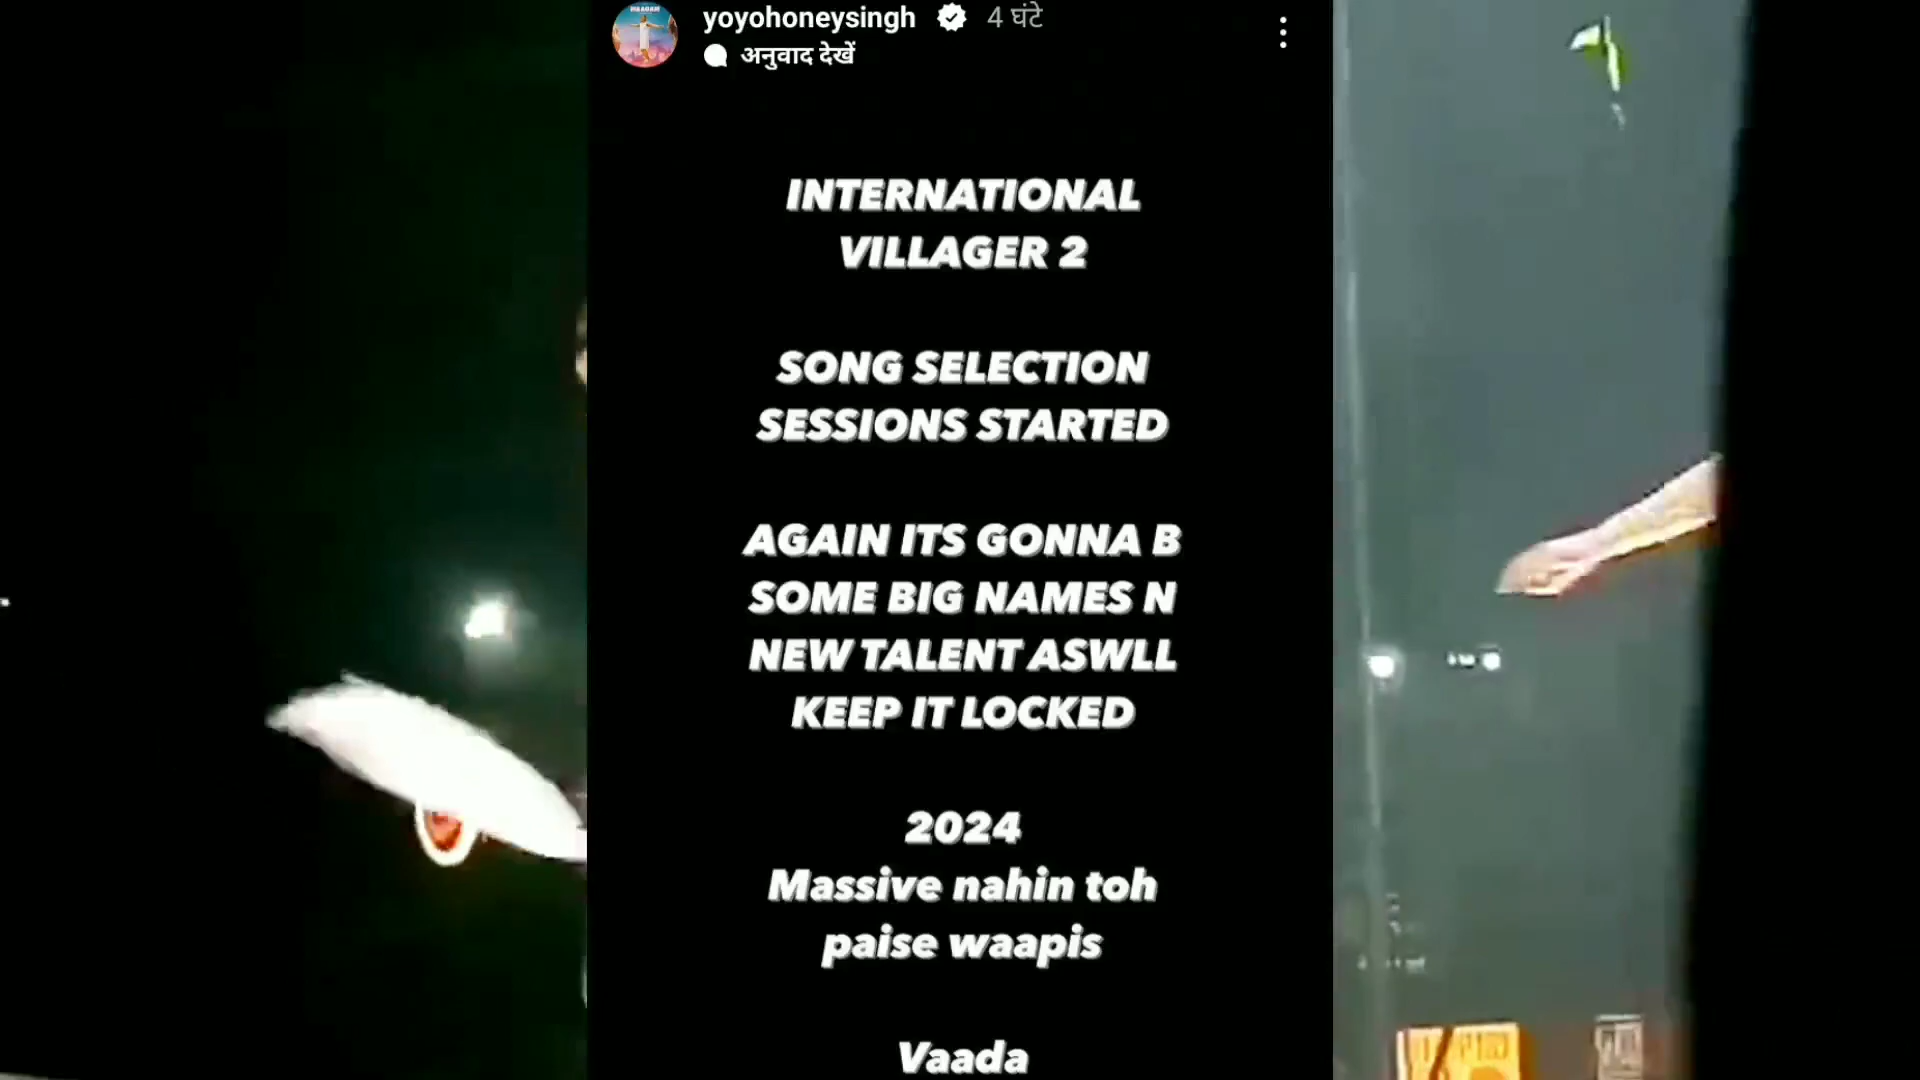 yoyohoneysingh 4 घंटे
अनुवाद देखें
INTERNATIONAL
VILLAGER 2
SONG SELECTION
SESSIONS STARTED
AGAIN ITS GONNA B
SOME BIG NAMES N
NEW TALENT ASWLL
KEEP IT LOCKED
2024
Massive nahin toh
paise waapis
Vaada